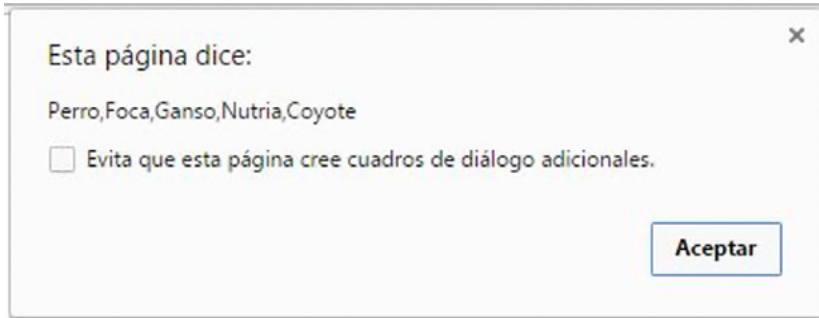 Esta página dice:
Perro,Foca,Ganso,Nutria,Coyote
Evita que esta página cree cuadros de diálogo adicionales.
Aceptar